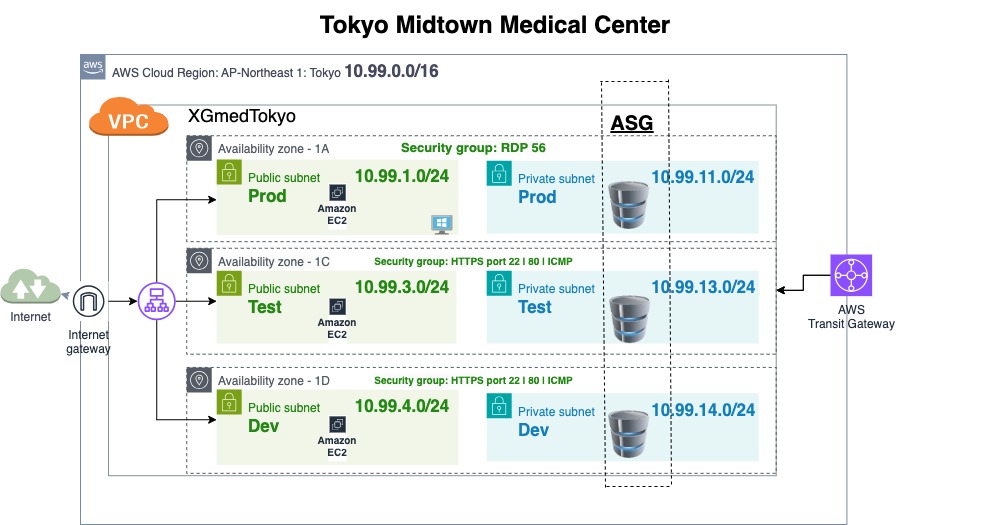 Tokyo Midtown Medical Center
aws
AWS Cloud Region: AP-Northeast 1: Tokyo 10.99.0.0/16
VPC
XGmedTokyo
ASG
Availability zone - 1A
Security group: RDP 56
Public subnet
10.99.1.0/24
Prod
Amazon
EC2
Private subnet
10.99.11.0/24
Prod
Availability zone - 1C
Security group: HTTPS port 22 I 80 I ICMP
Public subnet
10.99.3.0/24
Test
Amazon
EC2
Private subnet
10.99.13.0/24
Test
Availability zone - 1D
Security group: HTTPS port 22 I 80 I ICMP
Public subnet
10.99.4.0/24
Dev
Amazon
EC2
Private subnet
10.99.14.0/24
Dev
Internet
Internet
gateway
AWS
Transit Gateway